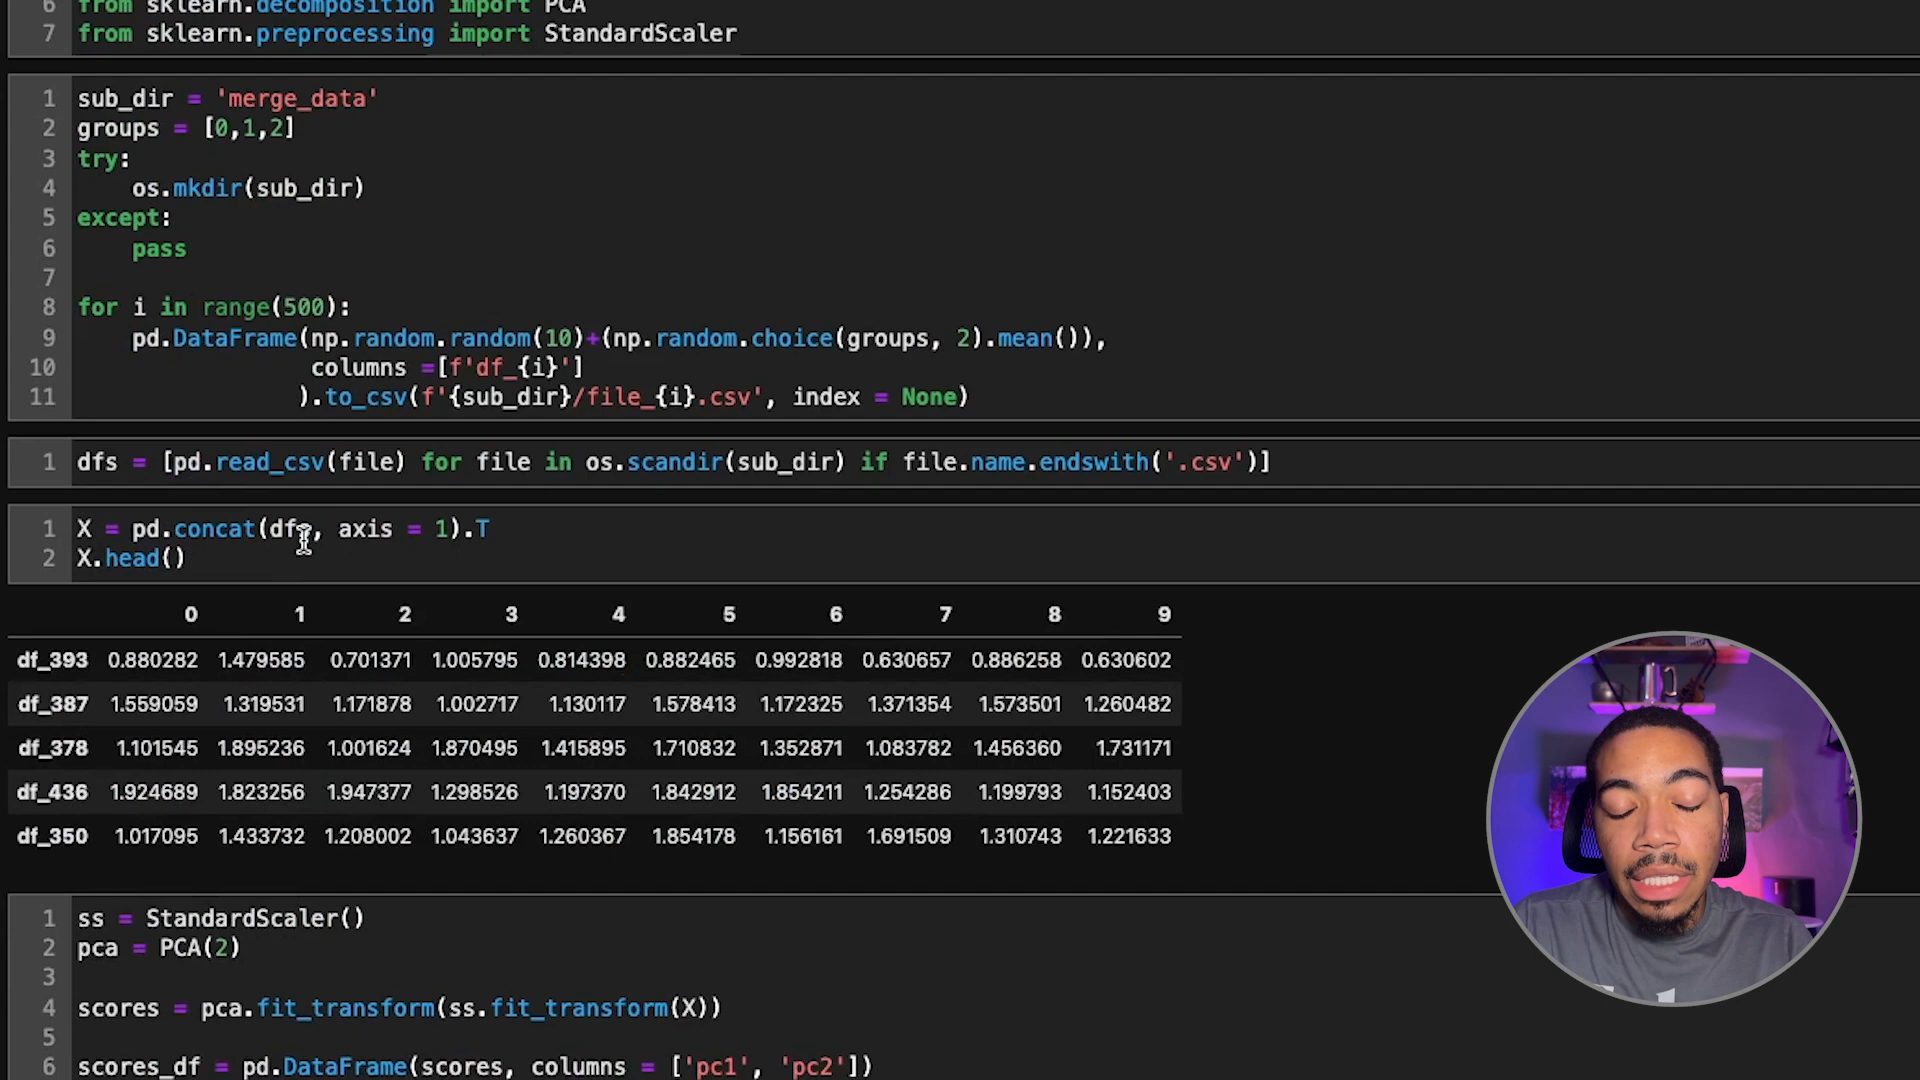 6 from sklearn.decomposition import PCA
7 from sklearn.preprocessing import StandardScaler
1 sub_dir = 'merge_data'
2 groups = [0,1,2]
3 try:
4 os.mkdir(sub_dir)
5 except:
6 pass
7
8 for i in range(500):
9 pd.DataFrame(np.random.random(10)+(np.random.choice(groups, 2).mean()),
10 columns =[f'df_{i}']
11 ).to_csv(f'{sub_dir}/file_{i}.csv', index = None)
1 dfs = [pd.read_csv(file) for file in os.scandir(sub_dir) if file.name.endswith('.csv')]
1 X = pd.concat(dfs, axis = 1).T
2 X.head()
0 1 2 3 4 5 6 7 8 9
df_393 0.880282 1.479585 0.701371 1.005795 0.814398 0.882465 0.992818 0.630657 0.886258 0.630602
df_387 1.559059 1.319531 1.171878 1.002717 1.130117 1.578413 1.172325 1.371354 1.573501 1.260482
df_378 1.101545 1.895236 1.001624 1.870495 1.415895 1.710832 1.352871 1.083782 1.456360 1.731171
df_436 1.924689 1.823256 1.947377 1.298526 1.197370 1.842912 1.854211 1.254286 1.199793 1.152403
df_350 1.017095 1.433732 1.208002 1.043637 1.260367 1.854178 1.156161 1.691509 1.310743 1.221633
1 ss = StandardScaler()
2 pca = PCA(2)
3
4 scores = pca.fit_transform(ss.fit_transform(X))
5
6 scores_df = pd.DataFrame(scores, columns = ['pc1', 'pc2'])